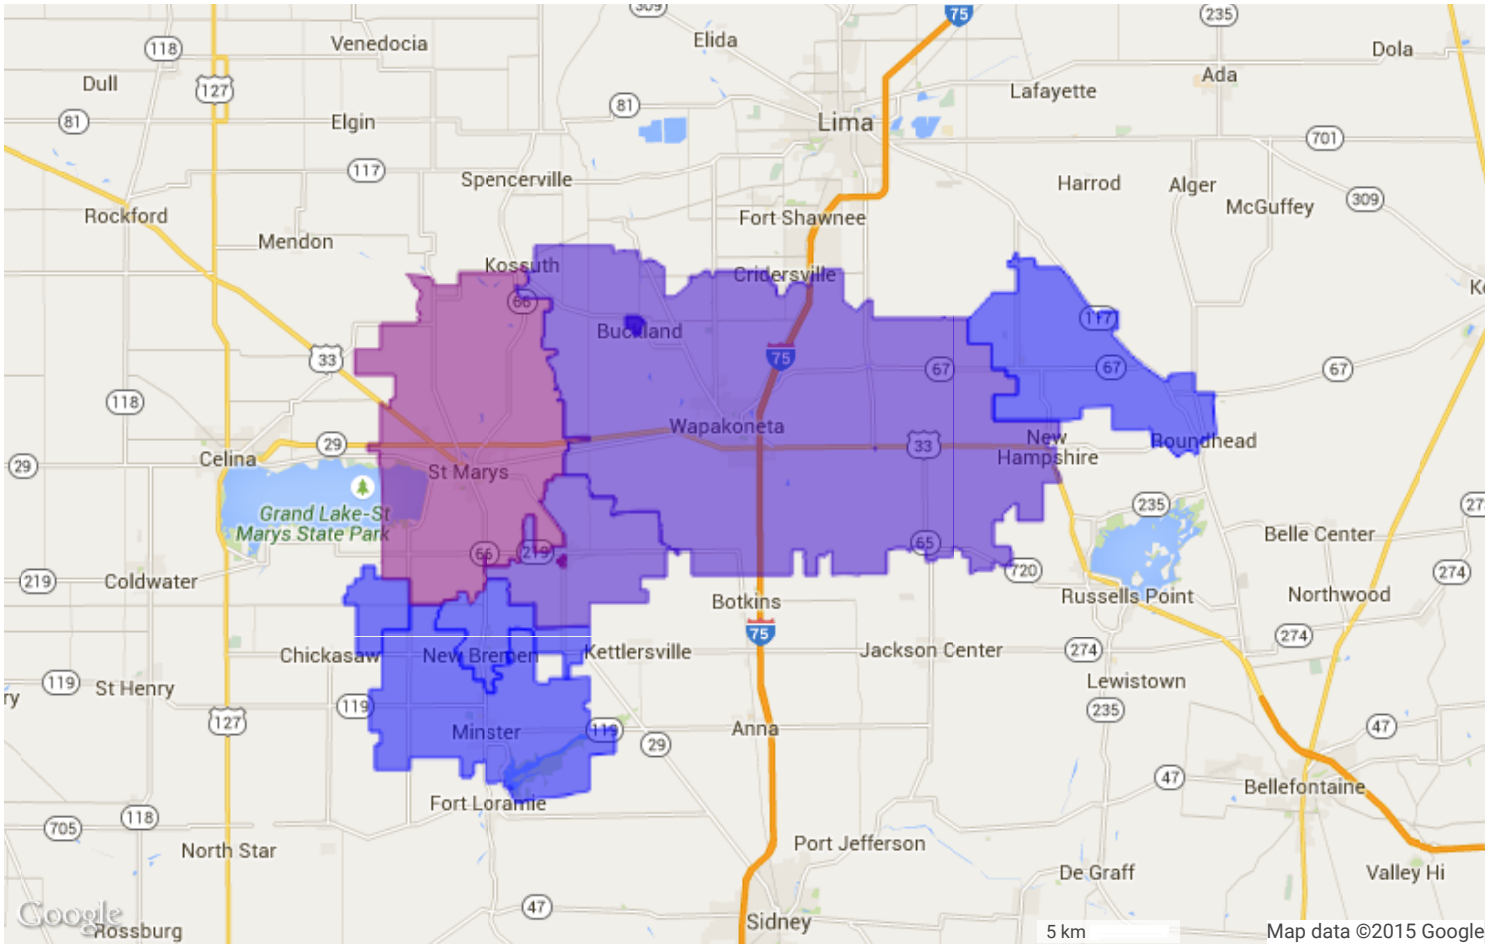 309
75
235
Elida
118
Venedocia
Dola
Ada
Dull
127
Lafayette
81
81
Elgin
Lima
701
117
Spencerville
Harrod
Alger
309
McGuffey
Rockford
Fort Shawnee
Mendon
Kossuth
Cridersville
66
117
Buckland
33
75
67
67
67
118
Wapakoneta
29
33
New
Hampshire
Roundhead
Celina
29
St Marys
235
Grand Lake-St
Marys State Park
Belle Center
65
66
219
720
274
219
Coldwater
Botkins
Russells Point
Northwood
75
274
Chickasaw
New Bremen
Kettlersville
Jackson Center
274
119
St Henry
Lewistown
119
235
127
Minster
119
Anna
29
47
47
Bellefontaine
Fort Loramie
118
705
North Star
Port Jefferson
De Graff
Valley Hi
47
Google
Rossburg
Sidney
5 km
Map data ©2015 Google